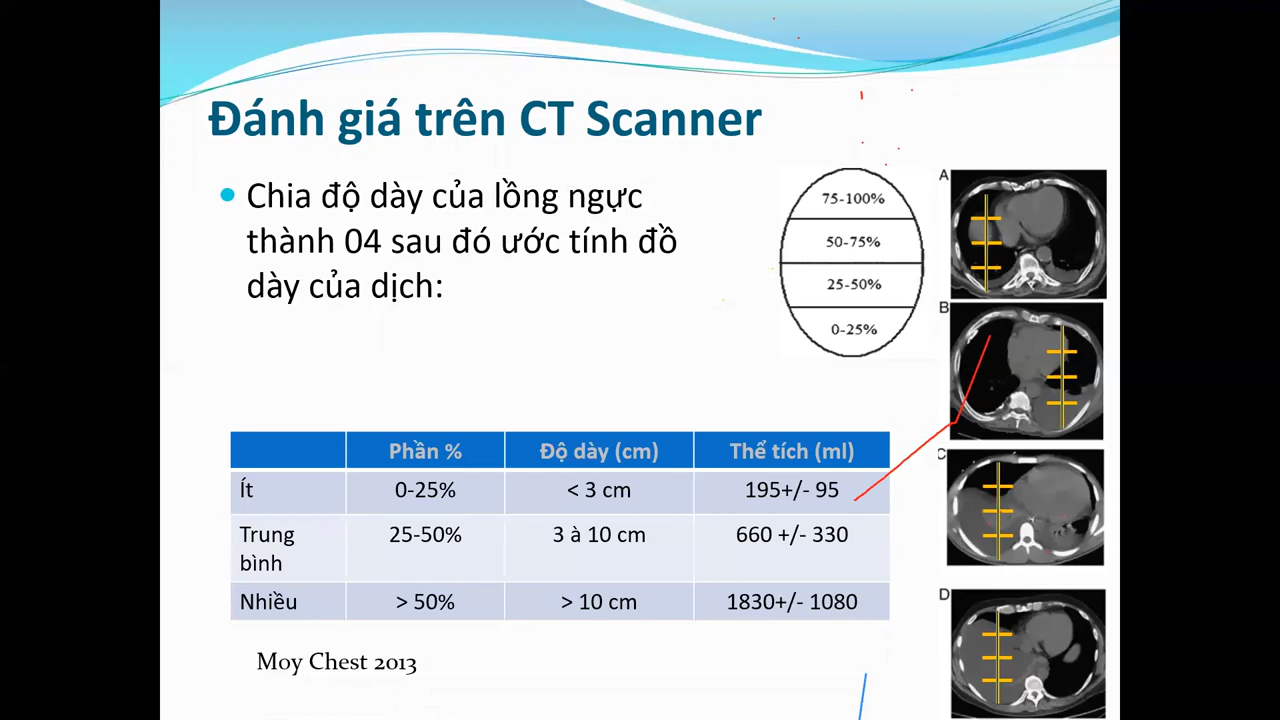 Đánh giá trên CT Scanner
Chia độ dày của lồng ngực
thành 04 sau đó ước tính đồ
dày của dịch:
75-100%
50-75%
25-50%
0-25%
A
B
C
D
Phần % Độ dày (cm) Thể tích (ml)
Ít 0-25% < 3 cm 195+/- 95
Trung
bình 25-50% 3 à 10 cm 660 +/- 330
Nhiều > 50% > 10 cm 1830+/- 1080
Moy Chest 2013